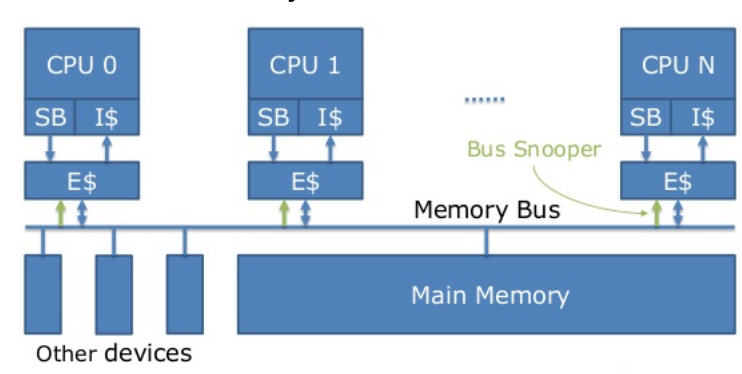 CPU 0
CPU 1
CPU N
......
SB I$
SB I$
SB I$
Bus Snooper
E$
E$
E$
Memory Bus
Main Memory
Other devices